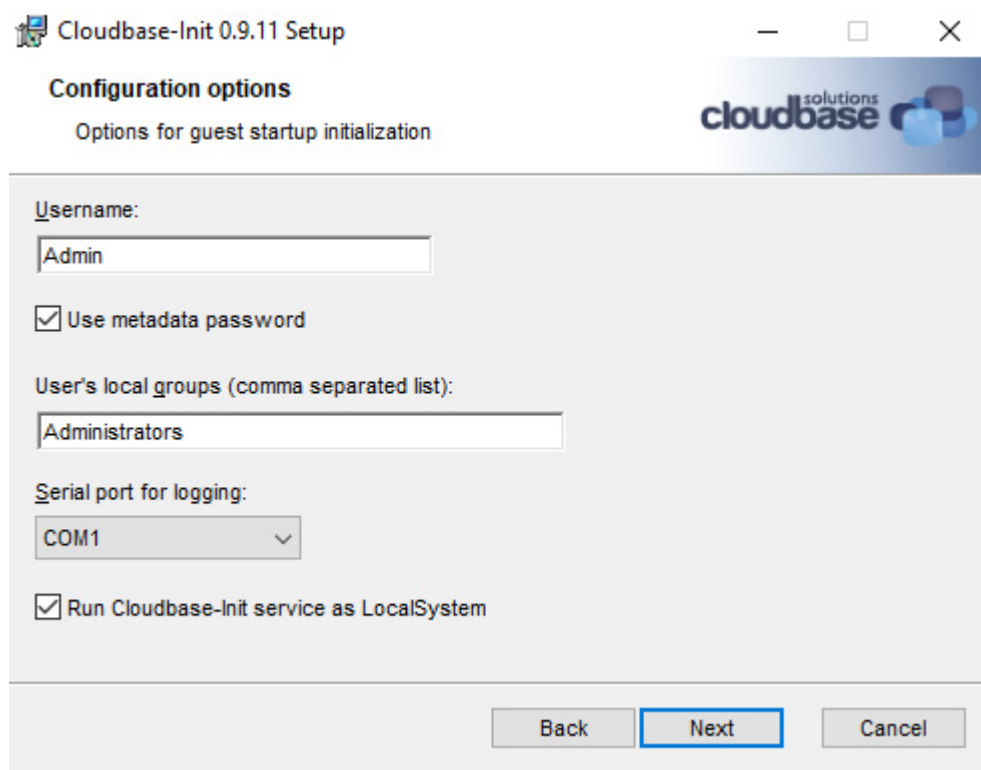 Cloudbase-Init 0.9.11 Setup
Configuration options
Options for guest startup initialization
cloudbase solutions
Username:
Admin
Use metadata password
User's local groups (comma separated list):
Administrators
Serial port for logging:
COM1
Run Cloudbase-Init service as LocalSystem
Back Next Cancel